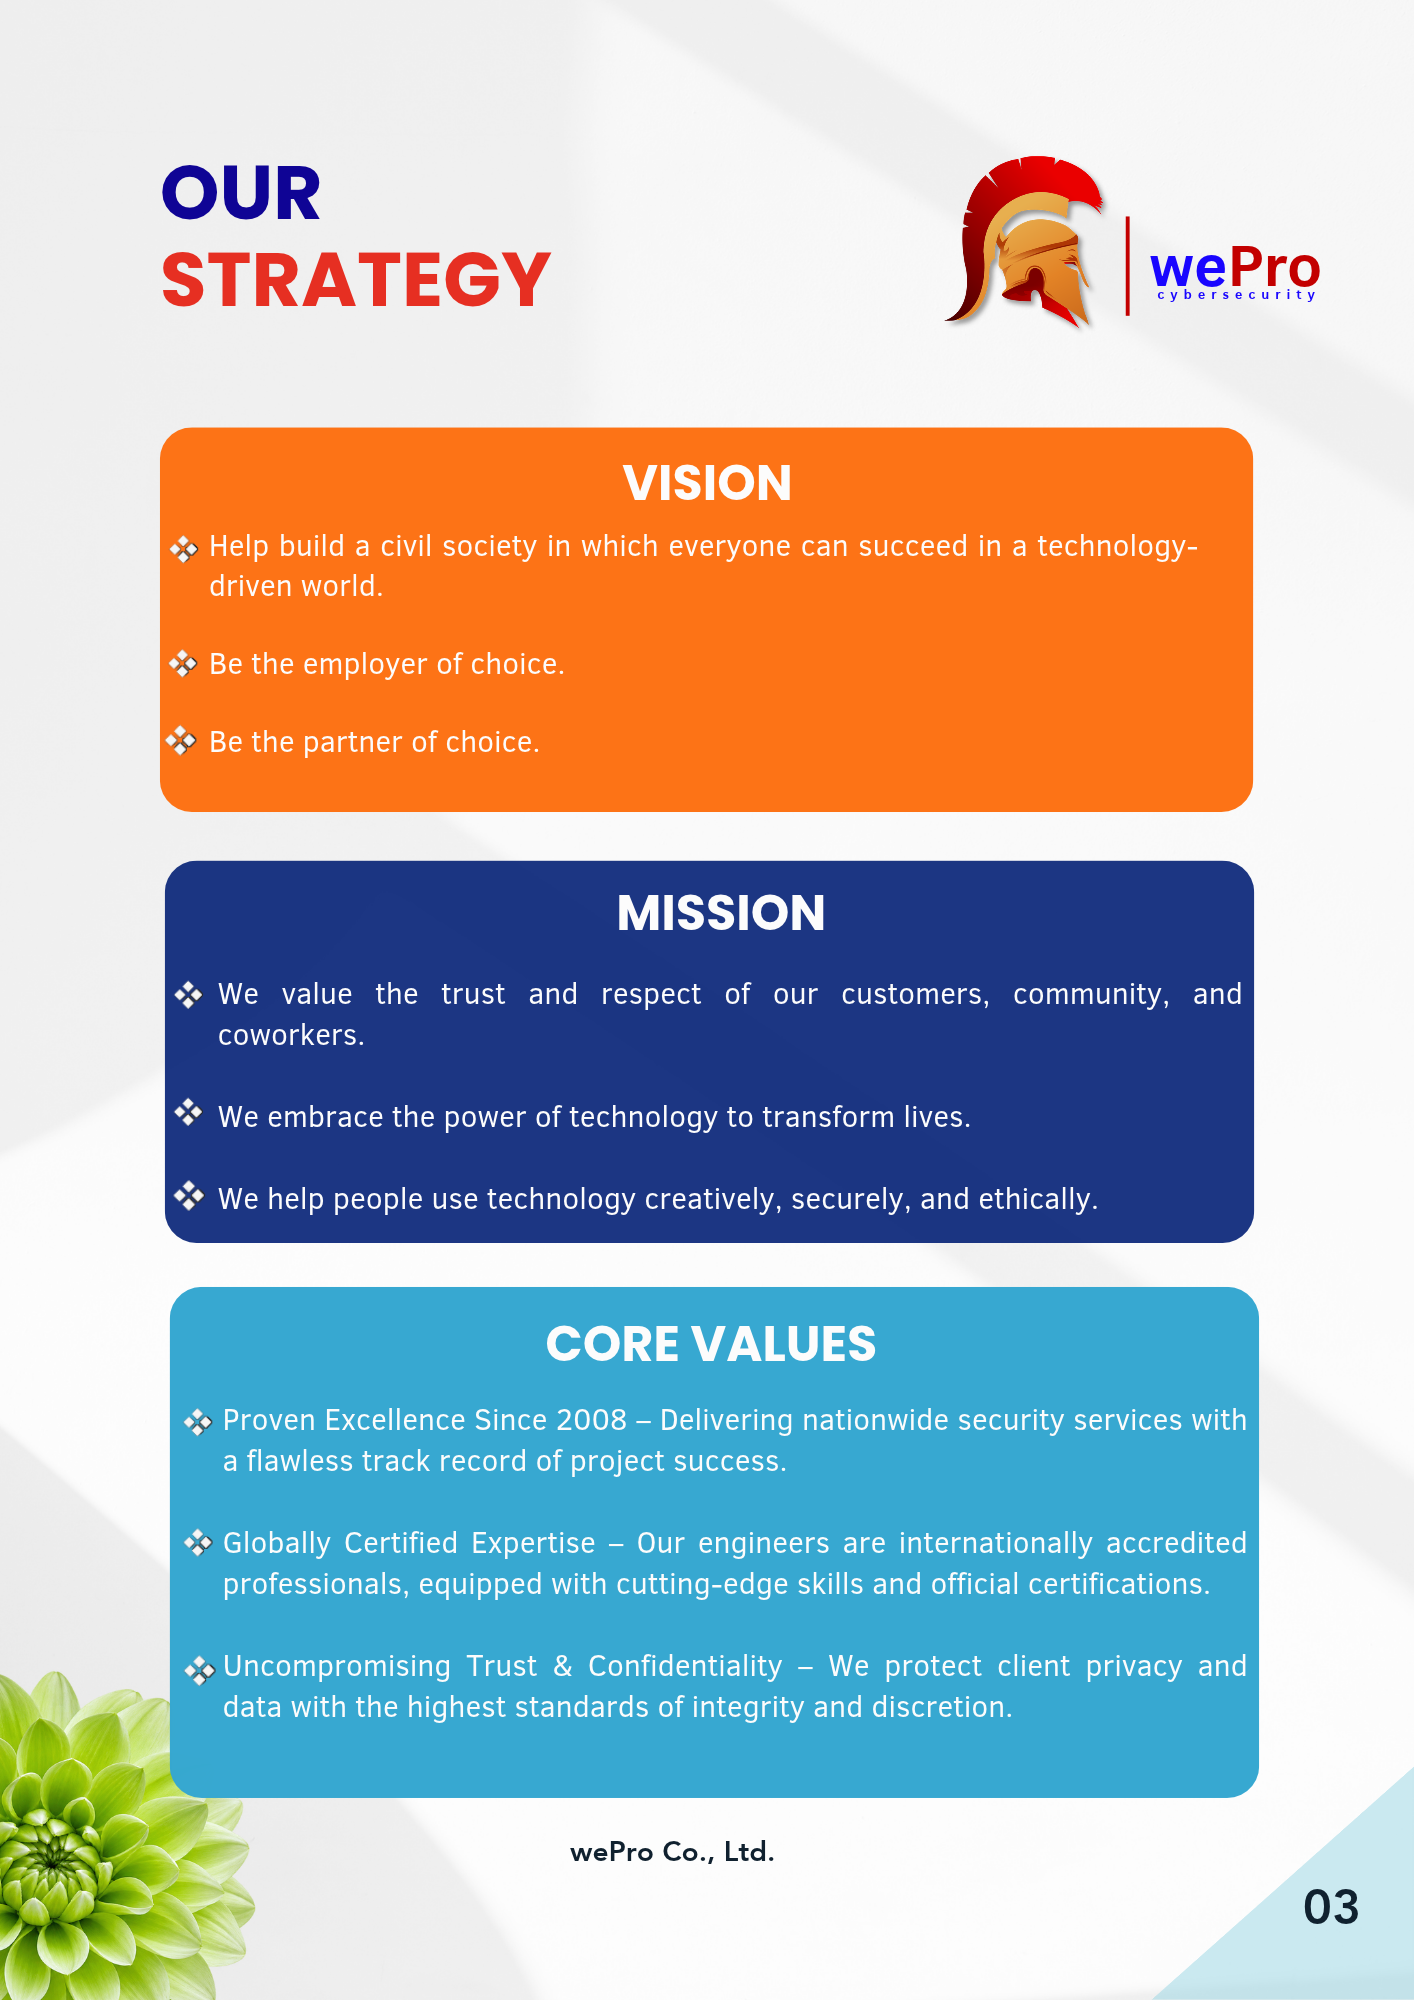 OUR
STRATEGY
wePro
cybersecurity
VISION
Help build a civil society in which everyone can succeed in a technology-
driven world.
Be the employer of choice.
Be the partner of choice.
MISSION
We value the trust and respect of our customers, community, and
coworkers.
We embrace the power of technology to transform lives.
We help people use technology creatively, securely, and ethically.
CORE VALUES
Proven Excellence Since 2008 – Delivering nationwide security services with
a flawless track record of project success.
Globally Certified Expertise – Our engineers are internationally accredited
professionals, equipped with cutting-edge skills and official certifications.
Uncompromising Trust & Confidentiality – We protect client privacy and
data with the highest standards of integrity and discretion.
wePro Co., Ltd.
03